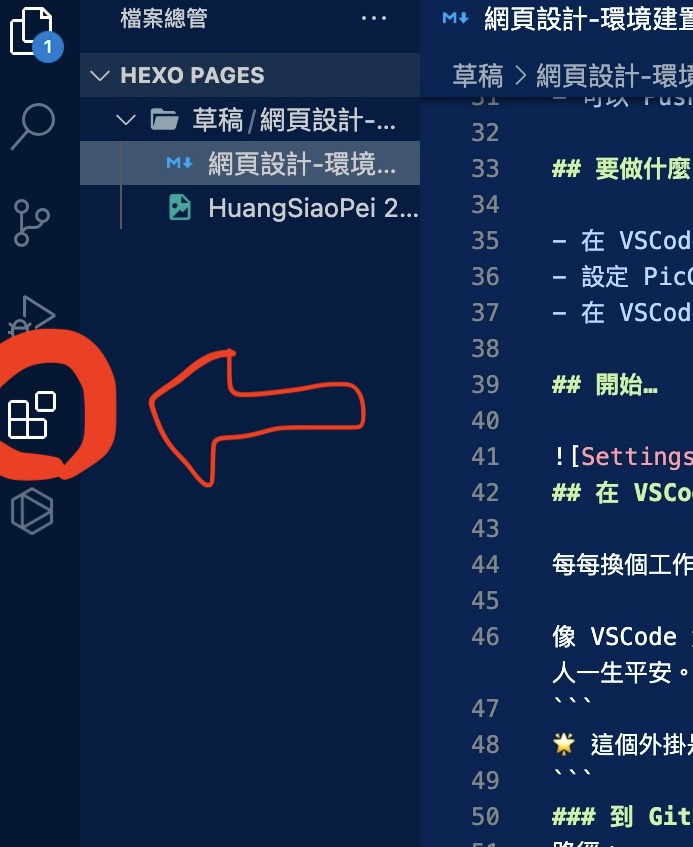 檔案總管 ...
1
HEXO PAGES
草稿/網頁設計-...
網頁設計-環境...
HuangSiaoPei 2...
網頁設計-環境建置
草稿 > 網頁設計-環境
31 - 可以 Push
32
33 ## 要做什麼
34
35 - 在 VSCod
36 - 設定 Pic
37 - 在 VSCod
38
39 ## 開始…
40
41 ![Settings
42 ## 在 VSCo
43
44 每每換個工作
45
46 像 VSCode
人一生平安。
47 ```
48 🌟 這個外掛
49 ```
50 ### 到 Git